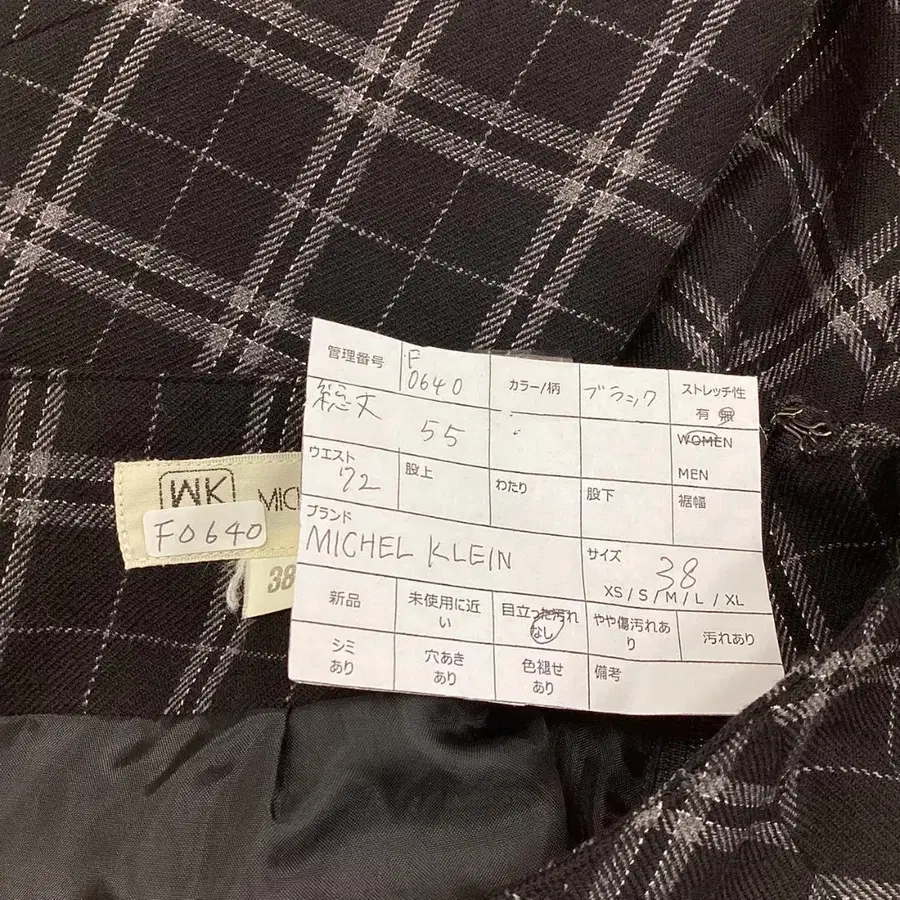 管理番号 F 0640 カラー/柄 ブラック ストレッチ性 有 無
総丈 55 WOMEN
MEN
ウエスト 72 股上 わたり 股下 裾幅
ブランド MICHEL KLEIN サイズ 38
XS / S / M / L / XL
新品 未使用に近い 目立った汚れなし やや傷汚れあり 汚れあり
シミあり 穴あきあり 色褪せあり 備考
MK MIC
F0640
38